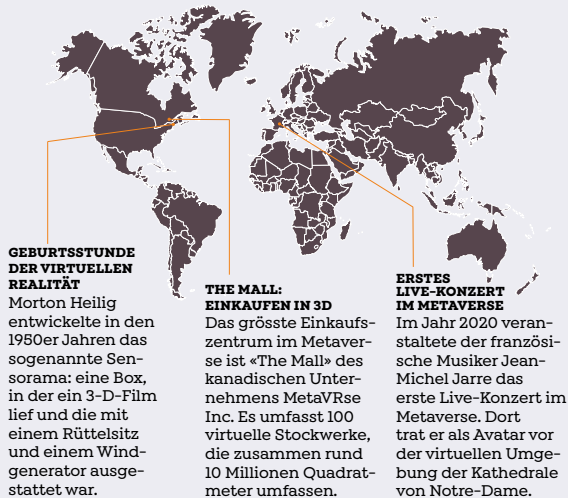 GEBURTSSTUNDE
DER VIRTUELLEN
REALITÄT
Morton Heilig
entwickelte in den
1950er Jahren das
sogenannte Sen-
sorama: eine Box,
in der ein 3-D-Film
lief und die mit
einem Rüttelsitz
und einem Wind-
generator ausge-
stattet war.
THE MALL:
EINKAUFEN IN 3D
Das grösste Einkaufs-
zentrum im Metaver-
se ist «The Mall» des
kanadischen Unter-
nehmens MetaVRse
Inc. Es umfasst 100
virtuelle Stockwerke,
die zusammen rund
10 Millionen Quadrat-
meter umfassen.
ERSTES
LIVE-KONZERT
IM METAVERSE
Im Jahr 2020 veran-
staltete der französi-
sche Musiker Jean-
Michel Jarre das
erste Live-Konzert im
Metaverse. Dort
trat er als Avatar vor
der virtuellen Umge-
bung der Kathedrale
von Notre-Dame.